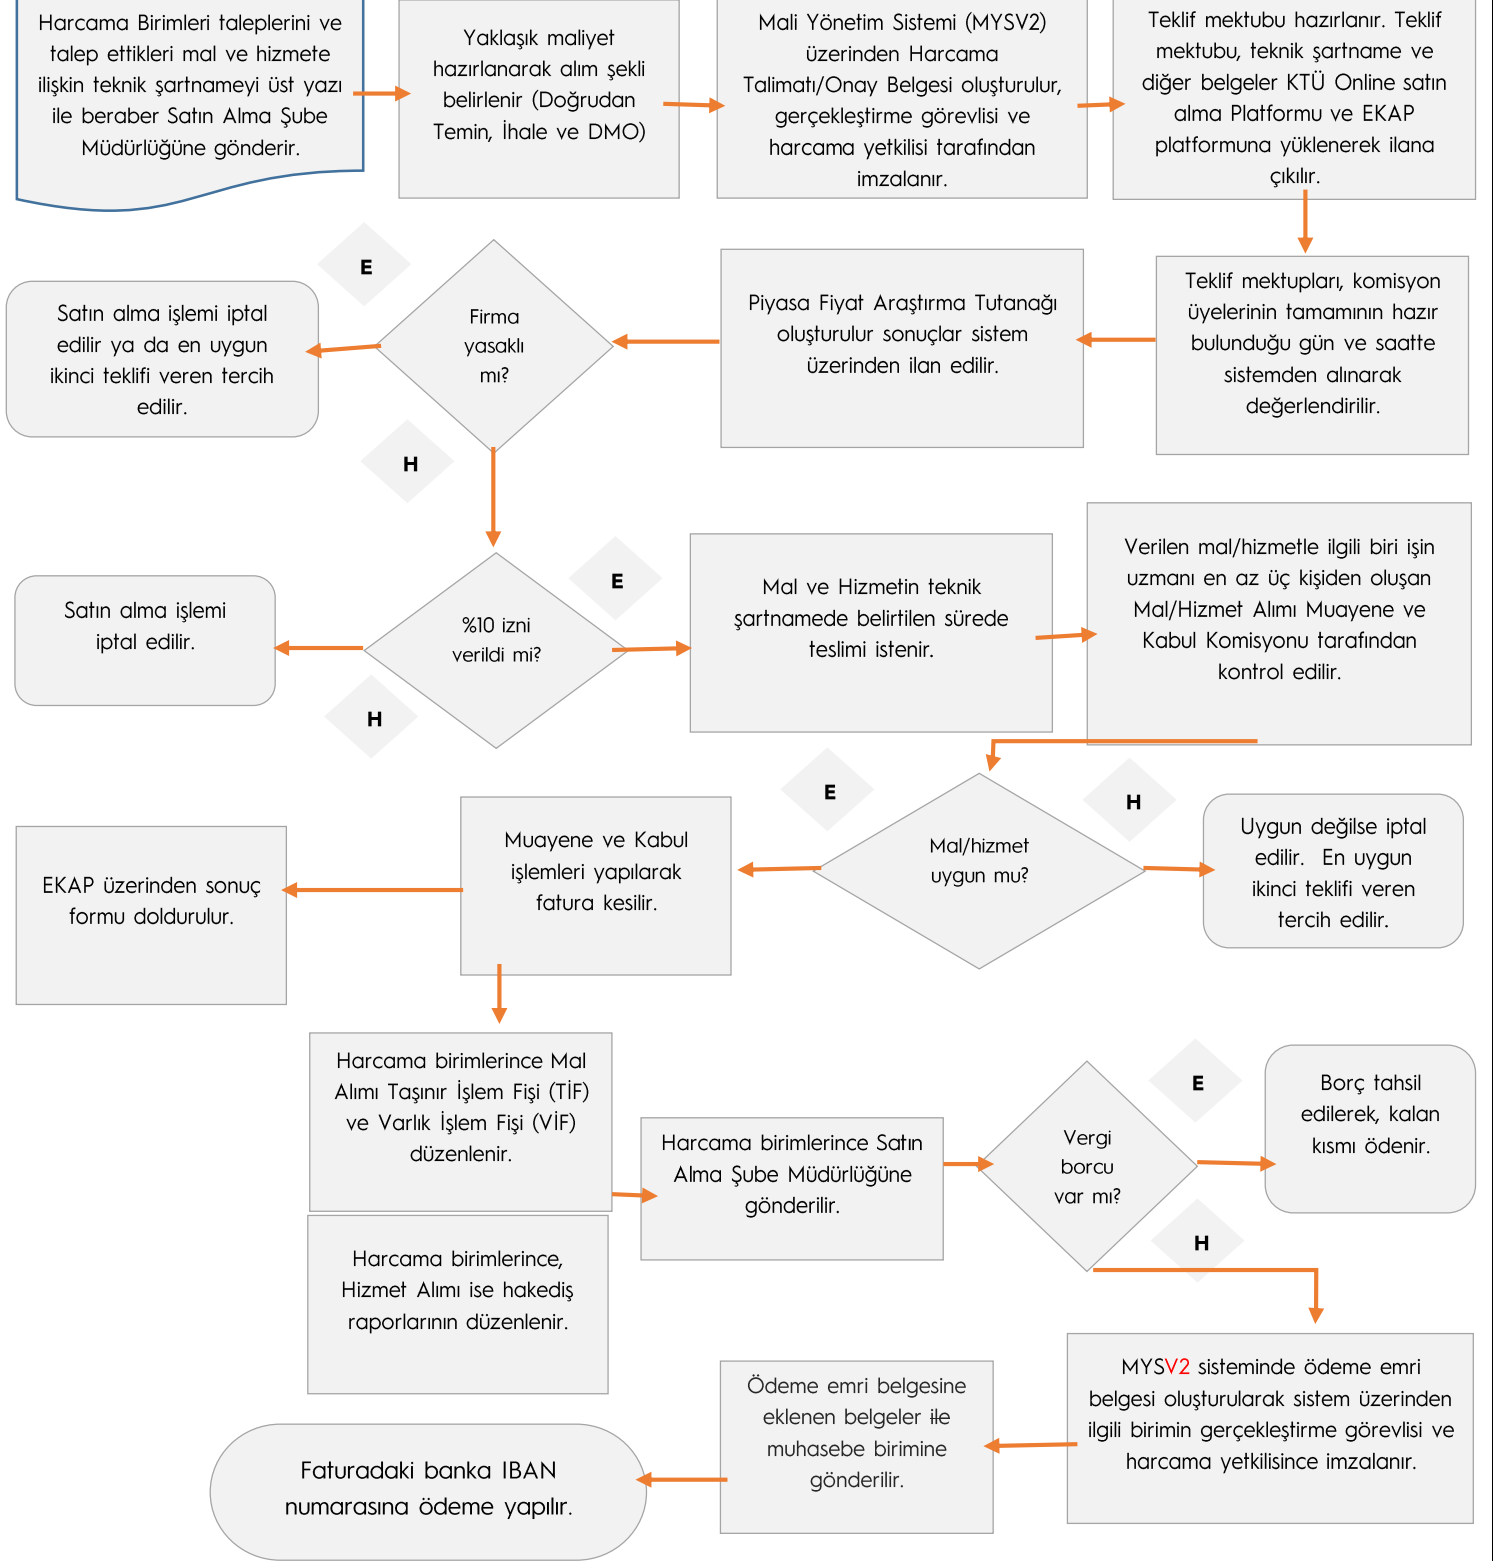 Harcama Birimleri taleplerini ve
talep ettikleri mal ve hizmete
ilişkin teknik şartnameyi üst yazı
ile beraber Satın Alma Şube
Müdürlüğüne gönderir.
Yaklaşık maliyet
hazırlanarak alım şekli
belirlenir (Doğrudan
Temin, İhale ve DMO)
Mali Yönetim Sistemi (MYSV2)
üzerinden Harcama
Talimatı/Onay Belgesi oluşturulur,
gerçekleştirme görevlisi ve
harcama yetkilisi tarafından
imzalanır.
Teklif mektubu hazırlanır. Teklif
mektubu, teknik şartname ve
diğer belgeler KTÜ Online satın
alma Platformu ve EKAP
platformuna yüklenerek ilana
çıkılır.
E
Satın alma işlemi iptal
edilir ya da en uygun
ikinci teklifi veren tercih
edilir.
Firma
yasaklı
mı?
Piyasa Fiyat Araştırma Tutanağı
oluşturulur sonuçlar sistem
üzerinden ilan edilir.
Teklif mektupları, komisyon
üyelerinin tamamının hazır
bulunduğu gün ve saatte
sistemden alınarak
değerlendirilir.
H
Satın alma işlemi
iptal edilir.
%10 izni
verildi mi?
E
H
Mal ve Hizmetin teknik
şartnamede belirtilen sürede
teslimi istenir.
Verilen mal/hizmetle ilgili biri işin
uzmanı en az üç kişiden oluşan
Mal/Hizmet Alımı Muayene ve
Kabul Komisyonu tarafından
kontrol edilir.
EKAP üzerinden sonuç
formu doldurulur.
Muayene ve Kabul
işlemleri yapılarak
fatura kesilir.
E
Mal/hizmet
uygun mu?
H
Uygun değilse iptal
edilir. En uygun
ikinci teklifi veren
tercih edilir.
Harcama birimlerince Mal
Alımı Taşınır İşlem Fişi (TİF)
ve Varlık İşlem Fişi (VİF)
düzenlenir.
Harcama birimlerince,
Hizmet Alımı ise hakediş
raporlarının düzenlenir.
Harcama birimlerince Satın
Alma Şube Müdürlüğüne
gönderilir.
Vergi
borcu
var mı?
E
Borç tahsil
edilerek, kalan
kısmı ödenir.
H
MYSV2 sisteminde ödeme emri
belgesi oluşturularak sistem üzerinden
ilgili birimin gerçekleştirme görevlisi ve
harcama yetkilisince imzalanır.
Ödeme emri belgesine
eklenen belgeler ile
muhasebe birimine
gönderilir.
Faturadaki banka IBAN
numarasına ödeme yapılır.